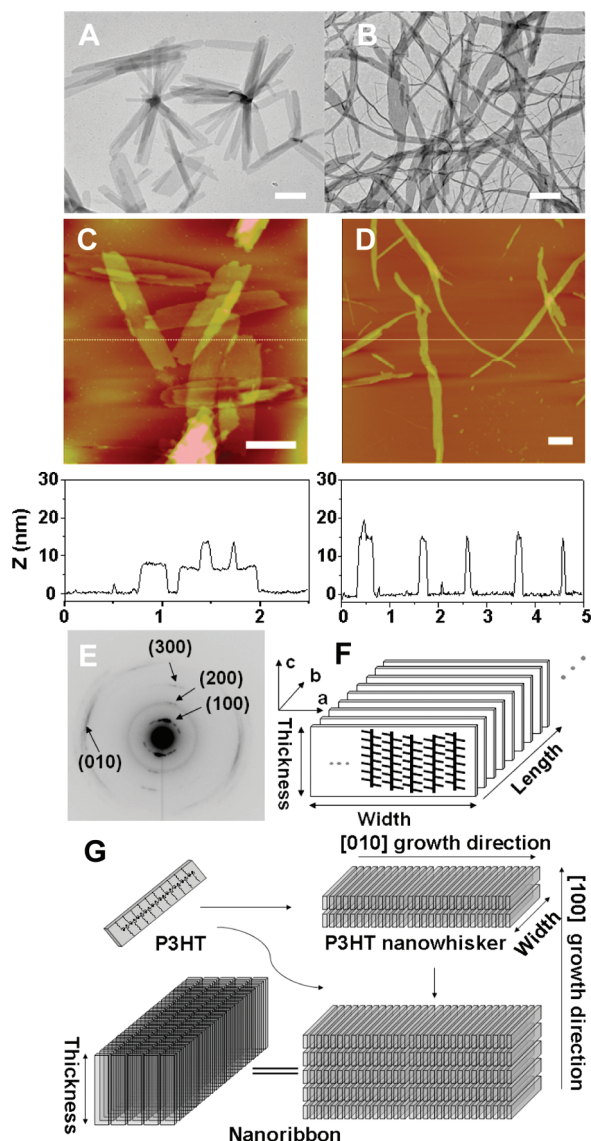 A
B
C
D
30
20
10
0
Z (nm)
0
1
2
30
20
10
0
0
1
2
3
4
5
E
(300)
(200)
(100)
(010)
F
c
b
a
Thickness
Width
Length
G
[010] growth direction
P3HT
P3HT nanowhisker
Width
[100] growth direction
Thickness
Nanoribbon